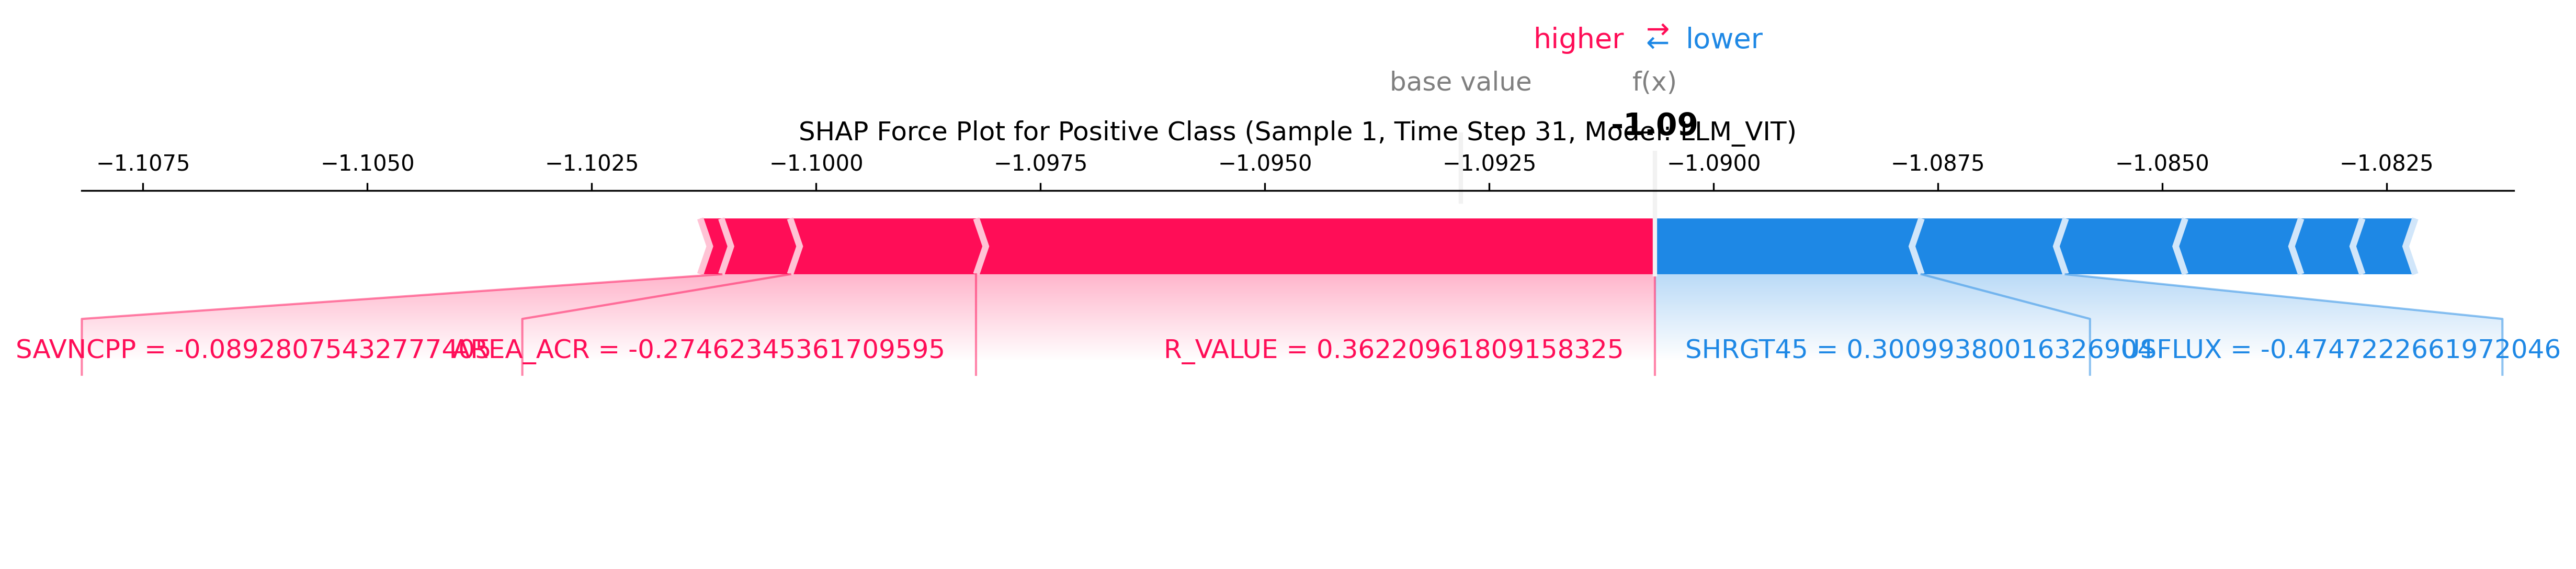 higher ⇄ lower
base value f(x)
-1.09
SHAP Force Plot for Positive Class (Sample 1, Time Step 31, Model: LLM_VIT)
−1.1075 −1.1050 −1.1025 −1.1000 −1.0975 −1.0950 −1.0925 −1.0900 −1.0875 −1.0850 −1.0825
SAVNCPP = -0.08928075432777405 AREA_ACR = -0.27462345361709595 R_VALUE = 0.36220961809158325 SHRGT45 = 0.3009938001632690 USFLUX = -0.4747222661972046